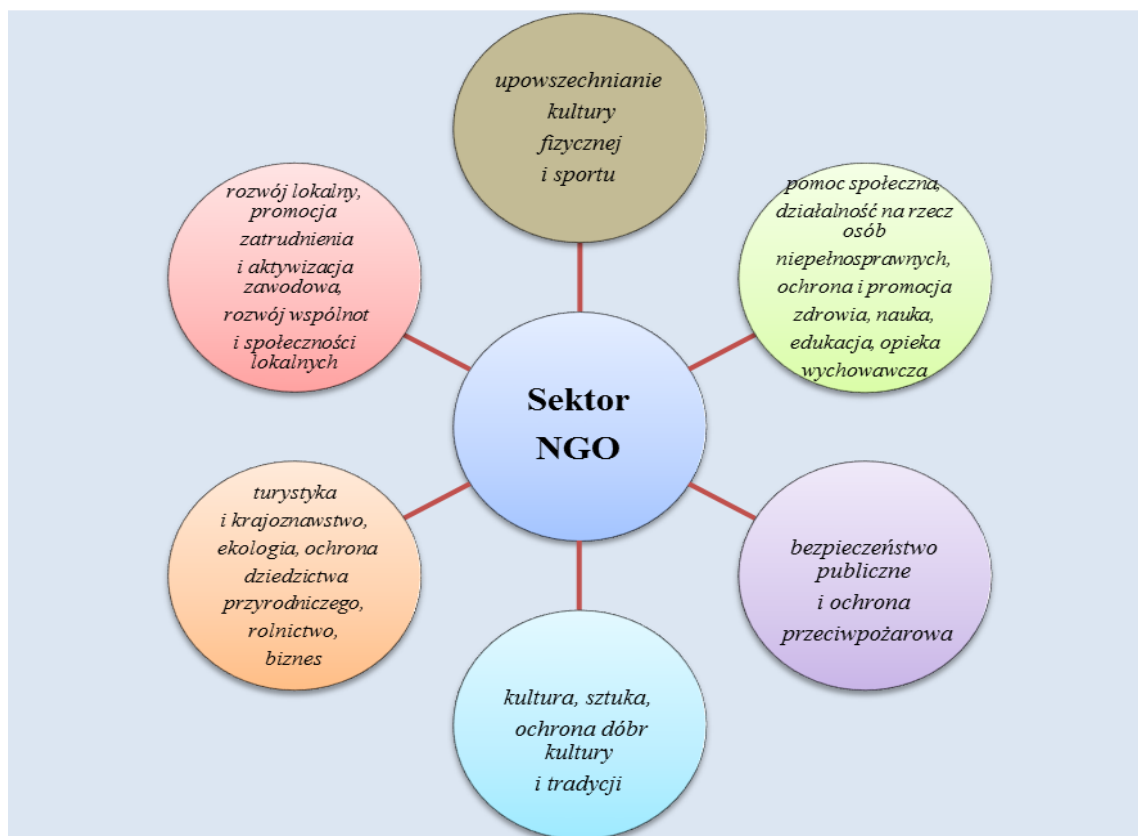 upowszechnianie
kultury
fizycznej
i sportu
rozwój lokalny,
promocja
zatrudnienia
i aktywizacja
zawodowa,
rozwój wspólnot
i społeczności
lokalnych
pomoc społeczna,
działalność na rzecz
osób
niepełnosprawnych,
ochrona i promocja
zdrowia, nauka,
edukacja, opieka
wychowawcza
Sektor
NGO
turystyka
i krajoznawstwo,
ekologia, ochrona
dziedzictwa
przyrodniczego,
rolnictwo,
biznes
bezpieczeństwo
publiczne
i ochrona
przeciwpożarowa
kultura, sztuka,
ochrona dóbr
kultury
i tradycji